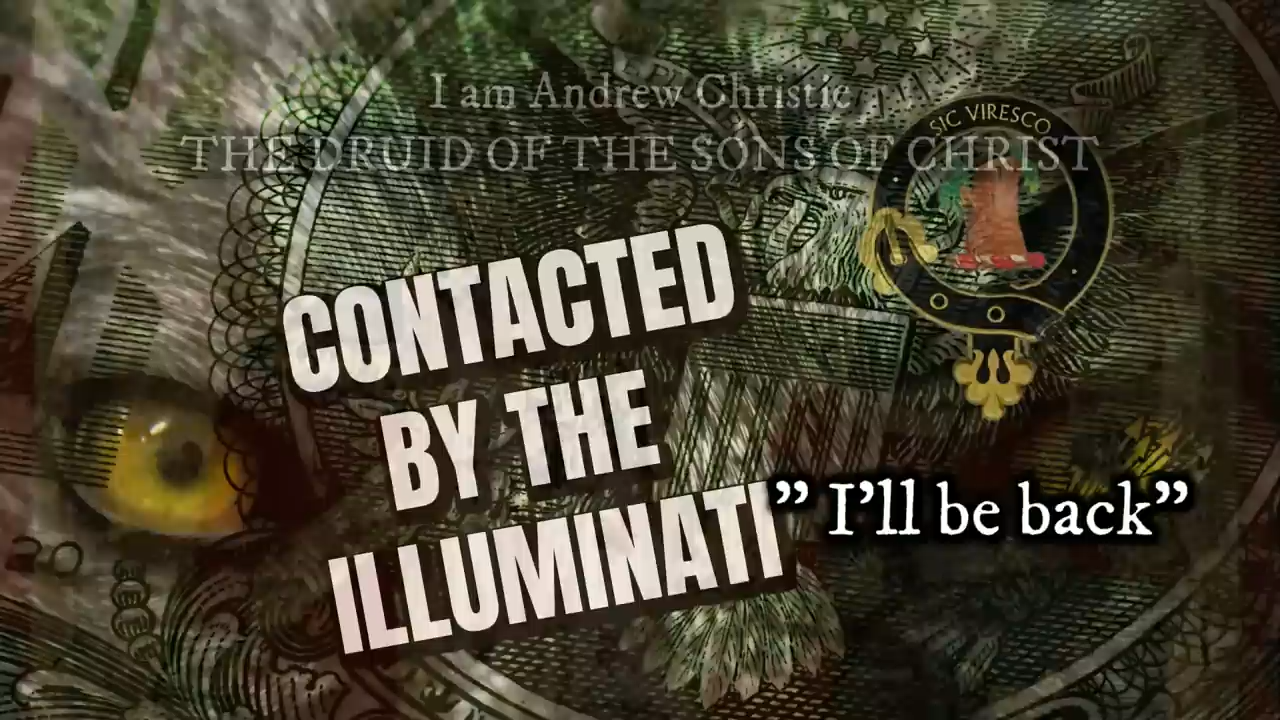 I am Andrew Christie
THE DRUID OF THE SONS OF CHRIST
SIC VIRESCO
CONTACTED
BY THE
ILLUMINATI
” I’ll be back”
20